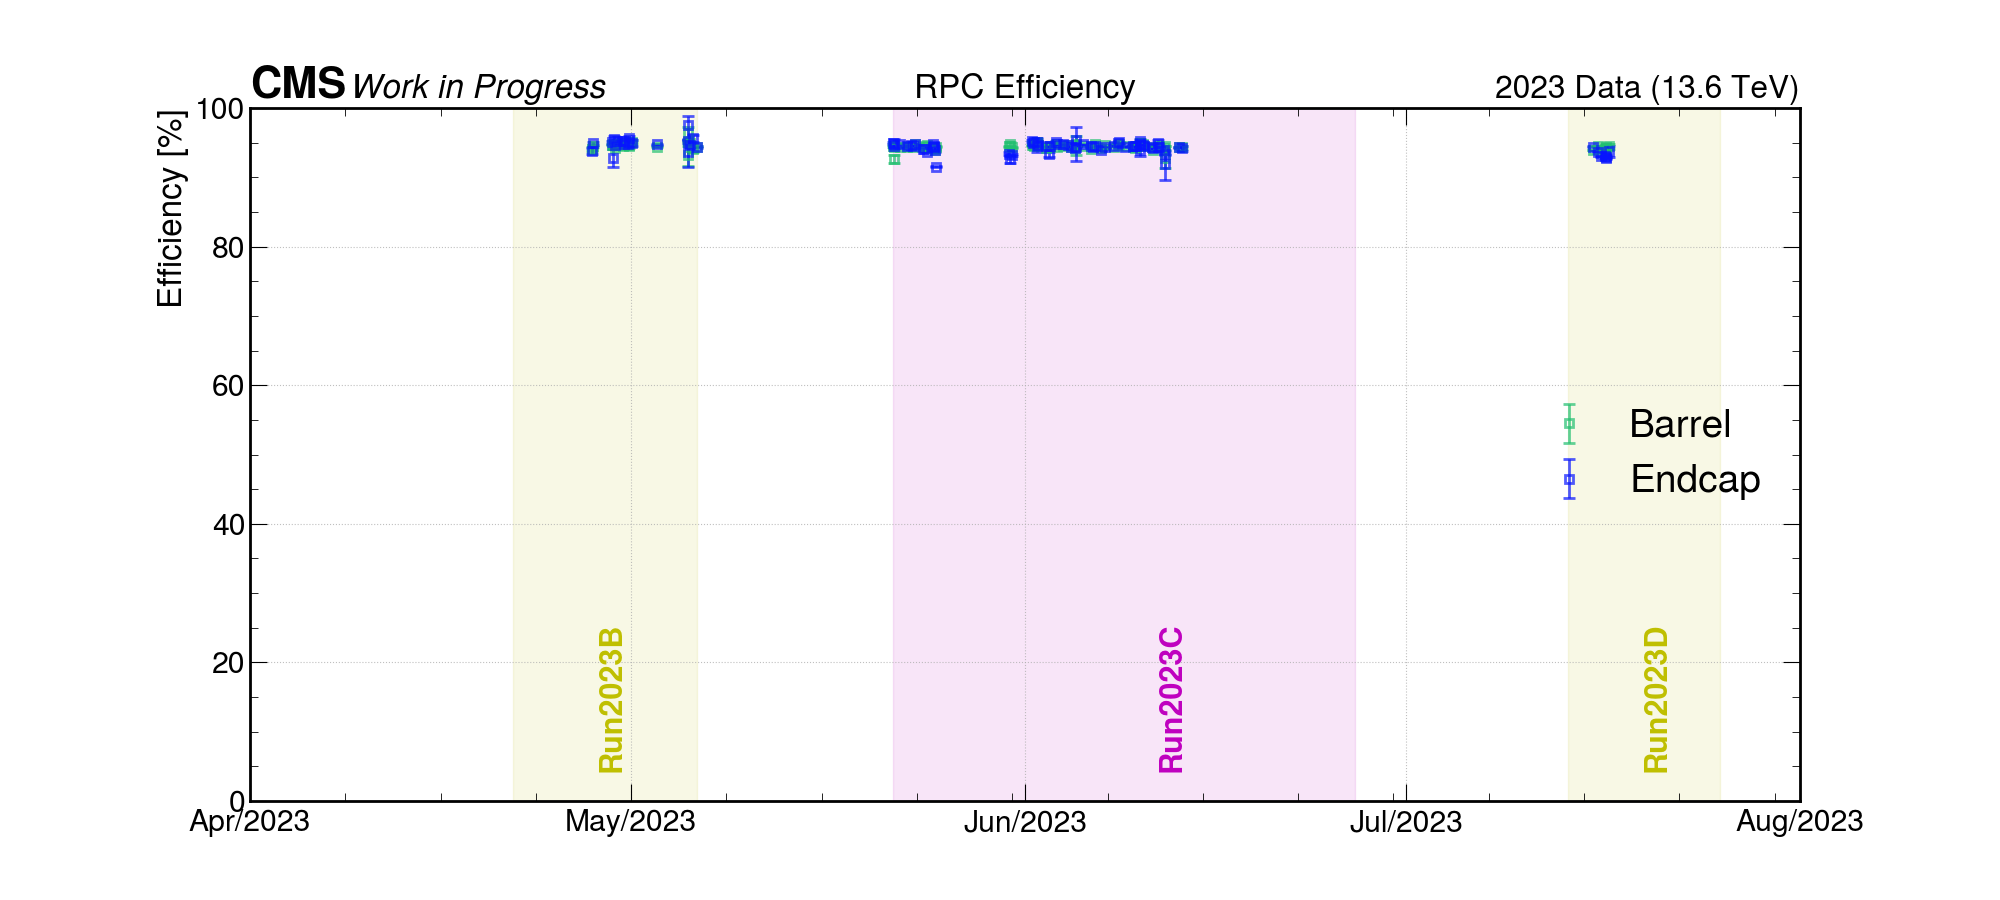 CMS Work in Progress RPC Efficiency 2023 Data (13.6 TeV)
Efficiency [%]
100
80
60
40
20
0
Barrel
Endcap
Run2023B
Run2023C
Run2023D
Apr/2023 May/2023 Jun/2023 Jul/2023 Aug/2023